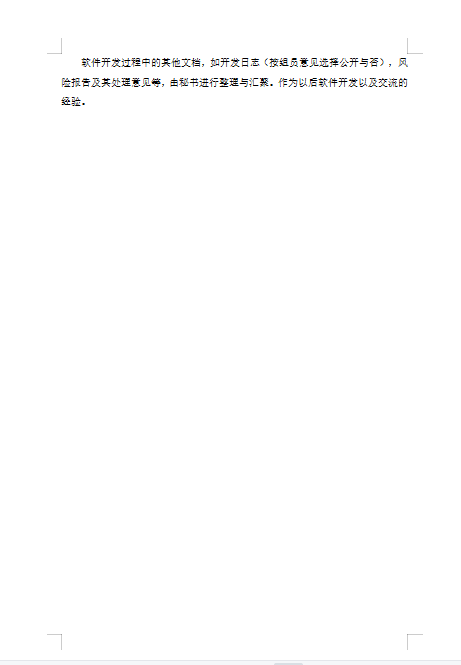 软件开发过程中的其他文档，如开发日志（按组员意见选择公开与否），风
险报告及其处理意见等，由秘书进行整理与汇聚。作为以后软件开发以及交流的
经验。